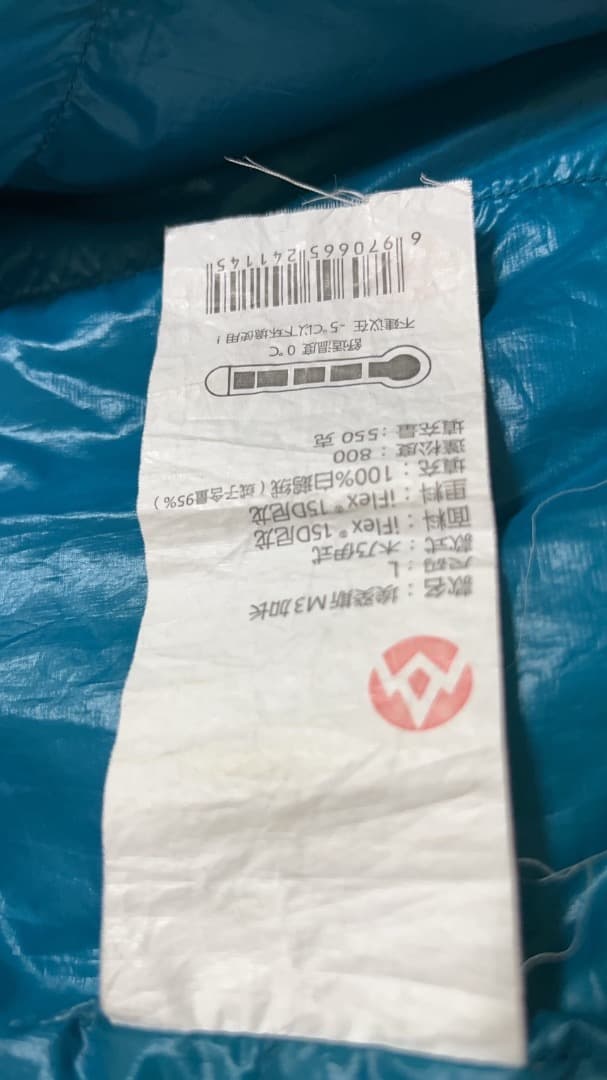 款名：埃蒙斯M3加长
尺码：L
款式：木乃伊式
面料：iFlex® 15D尼龙
里料：iFlex® 15D尼龙
填充：100%白鹅绒（绒子含量95%）
蓬松度：800
填充量：550 克
舒适温度 0℃
不建议在 -5℃以下环境使用！
6 970665 241145